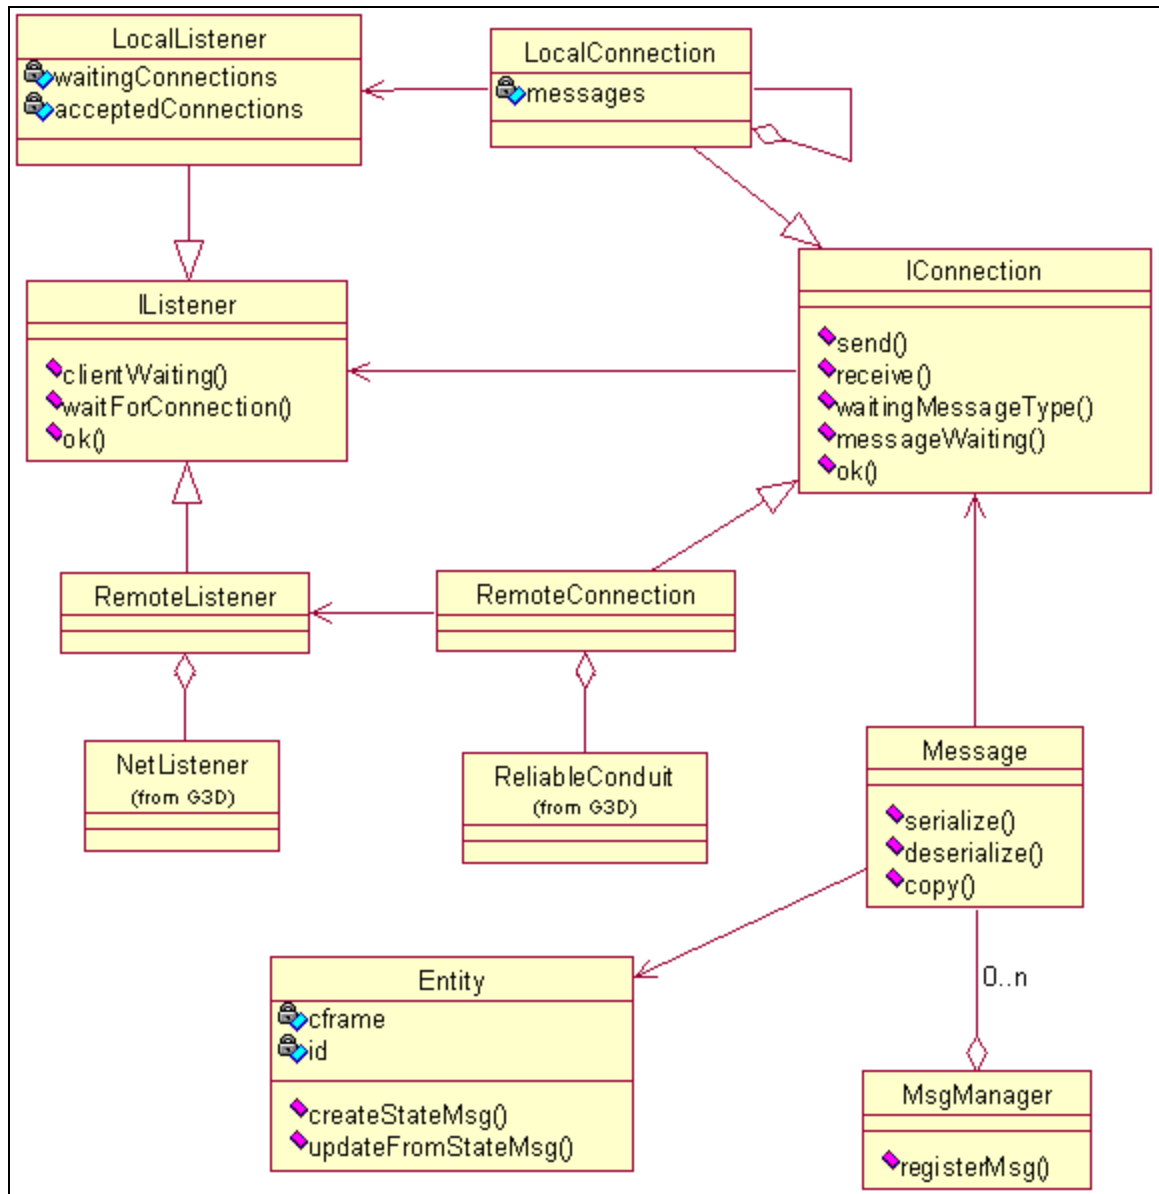 LocalListener
waitingConnections
acceptedConnections
LocalConnection
messages
IListener
clientWaiting()
waitForConnection()
ok()
IConnection
send()
receive()
waitingMessageType()
messageWaiting()
ok()
RemoteListener
RemoteConnection
NetListener
(from G3D)
ReliableConduit
(from G3D)
Message
serialize()
deserialize()
copy()
Entity
cframe
id
createStateMsg()
updateFromStateMsg()
0..n
MsgManager
registerMsg()